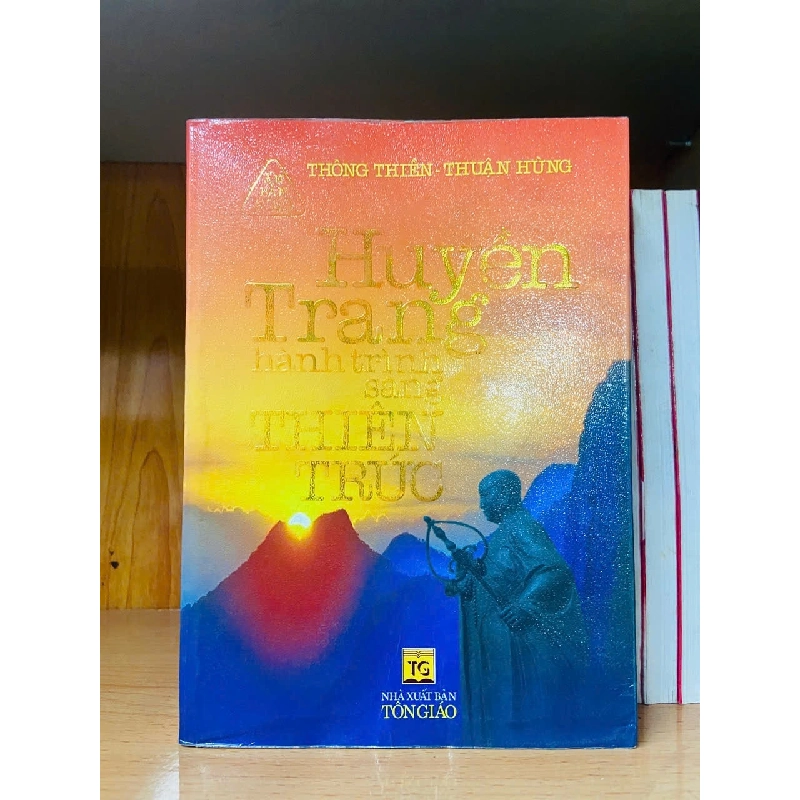 THÔNG THIỀN - THUẬN HÙNG
Huyền
Trang
hành trình
sang
THIÊN
TRÚC
TG
NHÀ XUẤT BẢN
TÔN GIÁO